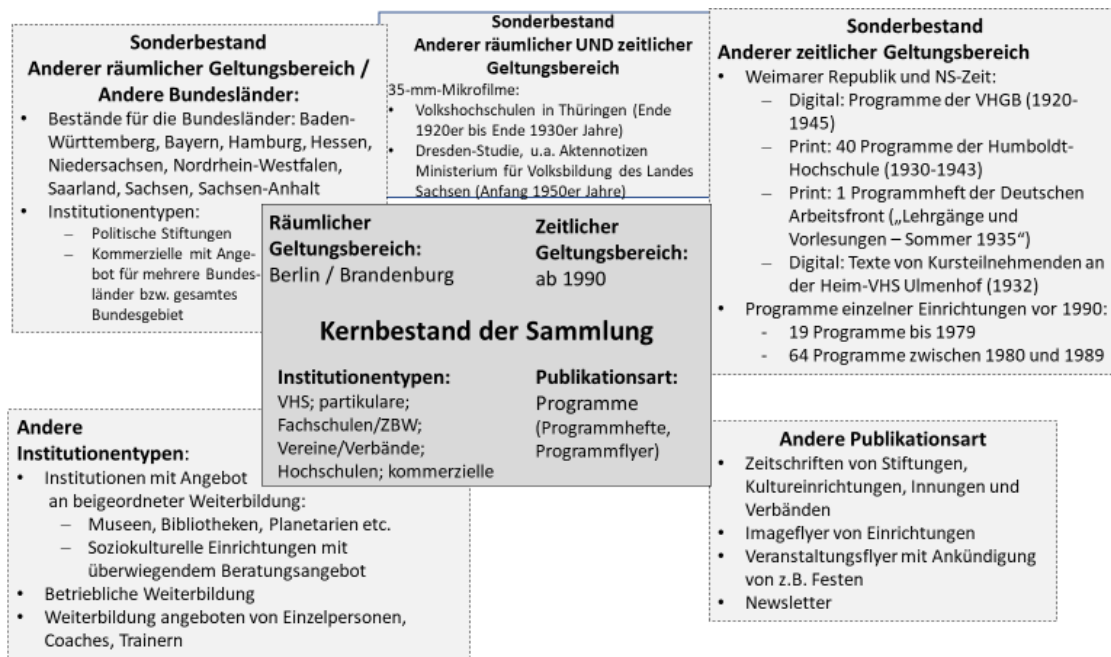 Sonderbestand
Anderer räumlicher Geltungsbereich /
Andere Bundesländer:
• Bestände für die Bundesländer: Baden-
Württemberg, Bayern, Hamburg, Hessen,
Niedersachsen, Nordrhein-Westfalen,
Saarland, Sachsen, Sachsen-Anhalt
• Institutionentypen:
– Politische Stiftungen
– Kommerzielle mit Ange-
bot für mehrere Bundes-
länder bzw. gesamtes
Bundesgebiet
Sonderbestand
Anderer räumlicher UND zeitlicher
Geltungsbereich
35-mm-Mikrofilme:
• Volkshochschulen in Thüringen (Ende
1920er bis Ende 1930er Jahre)
• Dresden-Studie, u.a. Aktennotizen
Ministerium für Volksbildung des Landes
Sachsen (Anfang 1950er Jahre)
Sonderbestand
Anderer zeitlicher Geltungsbereich
• Weimarer Republik und NS-Zeit:
– Digital: Programme der VHGB (1920-
1945)
– Print: 40 Programme der Humboldt-
Hochschule (1930-1943)
– Print: 1 Programmheft der Deutschen
Arbeitsfront („Lehrgänge und
Vorlesungen – Sommer 1935“)
– Digital: Texte von Kursteilnehmenden an
der Heim-VHS Ulmenhof (1932)
• Programme einzelner Einrichtungen vor 1990:
- 19 Programme bis 1979
- 64 Programme zwischen 1980 und 1989
Räumlicher
Geltungsbereich:
Berlin / Brandenburg
Zeitlicher
Geltungsbereich:
ab 1990
Kernbestand der Sammlung
Institutionentypen:
VHS; partikulare;
Fachschulen/ZBW;
Vereine/Verbände;
Hochschulen; kommerzielle
Publikationsart:
Programme
(Programmhefte,
Programmflyer)
Andere
Institutionentypen:
• Institutionen mit Angebot
an beigeordneter Weiterbildung:
– Museen, Bibliotheken, Planetarien etc.
– Soziokulturelle Einrichtungen mit
überwiegendem Beratungsangebot
• Betriebliche Weiterbildung
• Weiterbildung angeboten von Einzelpersonen,
Coaches, Trainern
Andere Publikationsart
• Zeitschriften von Stiftungen,
Kultureinrichtungen, Innungen und
Verbänden
• Imageflyer von Einrichtungen
• Veranstaltungsflyer mit Ankündigung
von z.B. Festen
• Newsletter